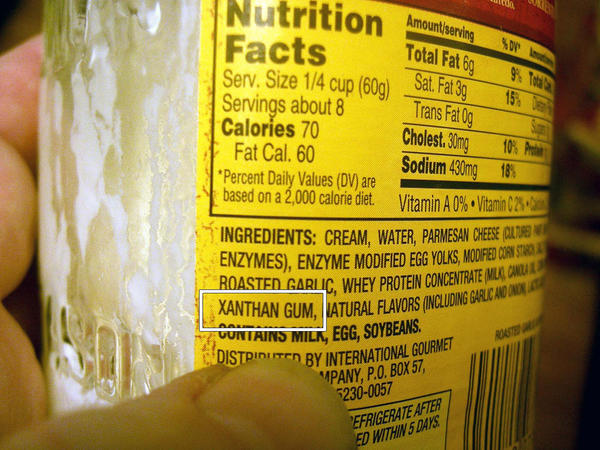 Nutrition
Facts
Serv. Size 1/4 cup (60g)
Servings about 8
Calories 70
Fat Cal. 60
*Percent Daily Values (DV) are
based on a 2,000 calorie diet.
Amount/serving % DV*
Total Fat 6g 9% Total
Sat. Fat 3g 15%
Trans Fat 0g
Cholest. 30mg 10%
Sodium 430mg 18%
Vitamin A 0% • Vitamin C 2% •
INGREDIENTS: CREAM, WATER, PARMESAN CHEESE (CULTURED
ENZYMES), ENZYME MODIFIED EGG YOLKS, MODIFIED CORN STARCH,
ROASTED GARLIC, WHEY PROTEIN CONCENTRATE (MILK), CANOLA OIL,
XANTHAN GUM, NATURAL FLAVORS (INCLUDING GARLIC AND ONION),
CONTAINS MILK, EGG, SOYBEANS.
DISTRIBUTED BY INTERNATIONAL GOURMET
P.O. BOX 57,
5230-0057
REFRIGERATE AFTER
WITHIN 5 DAYS.
ROASTED